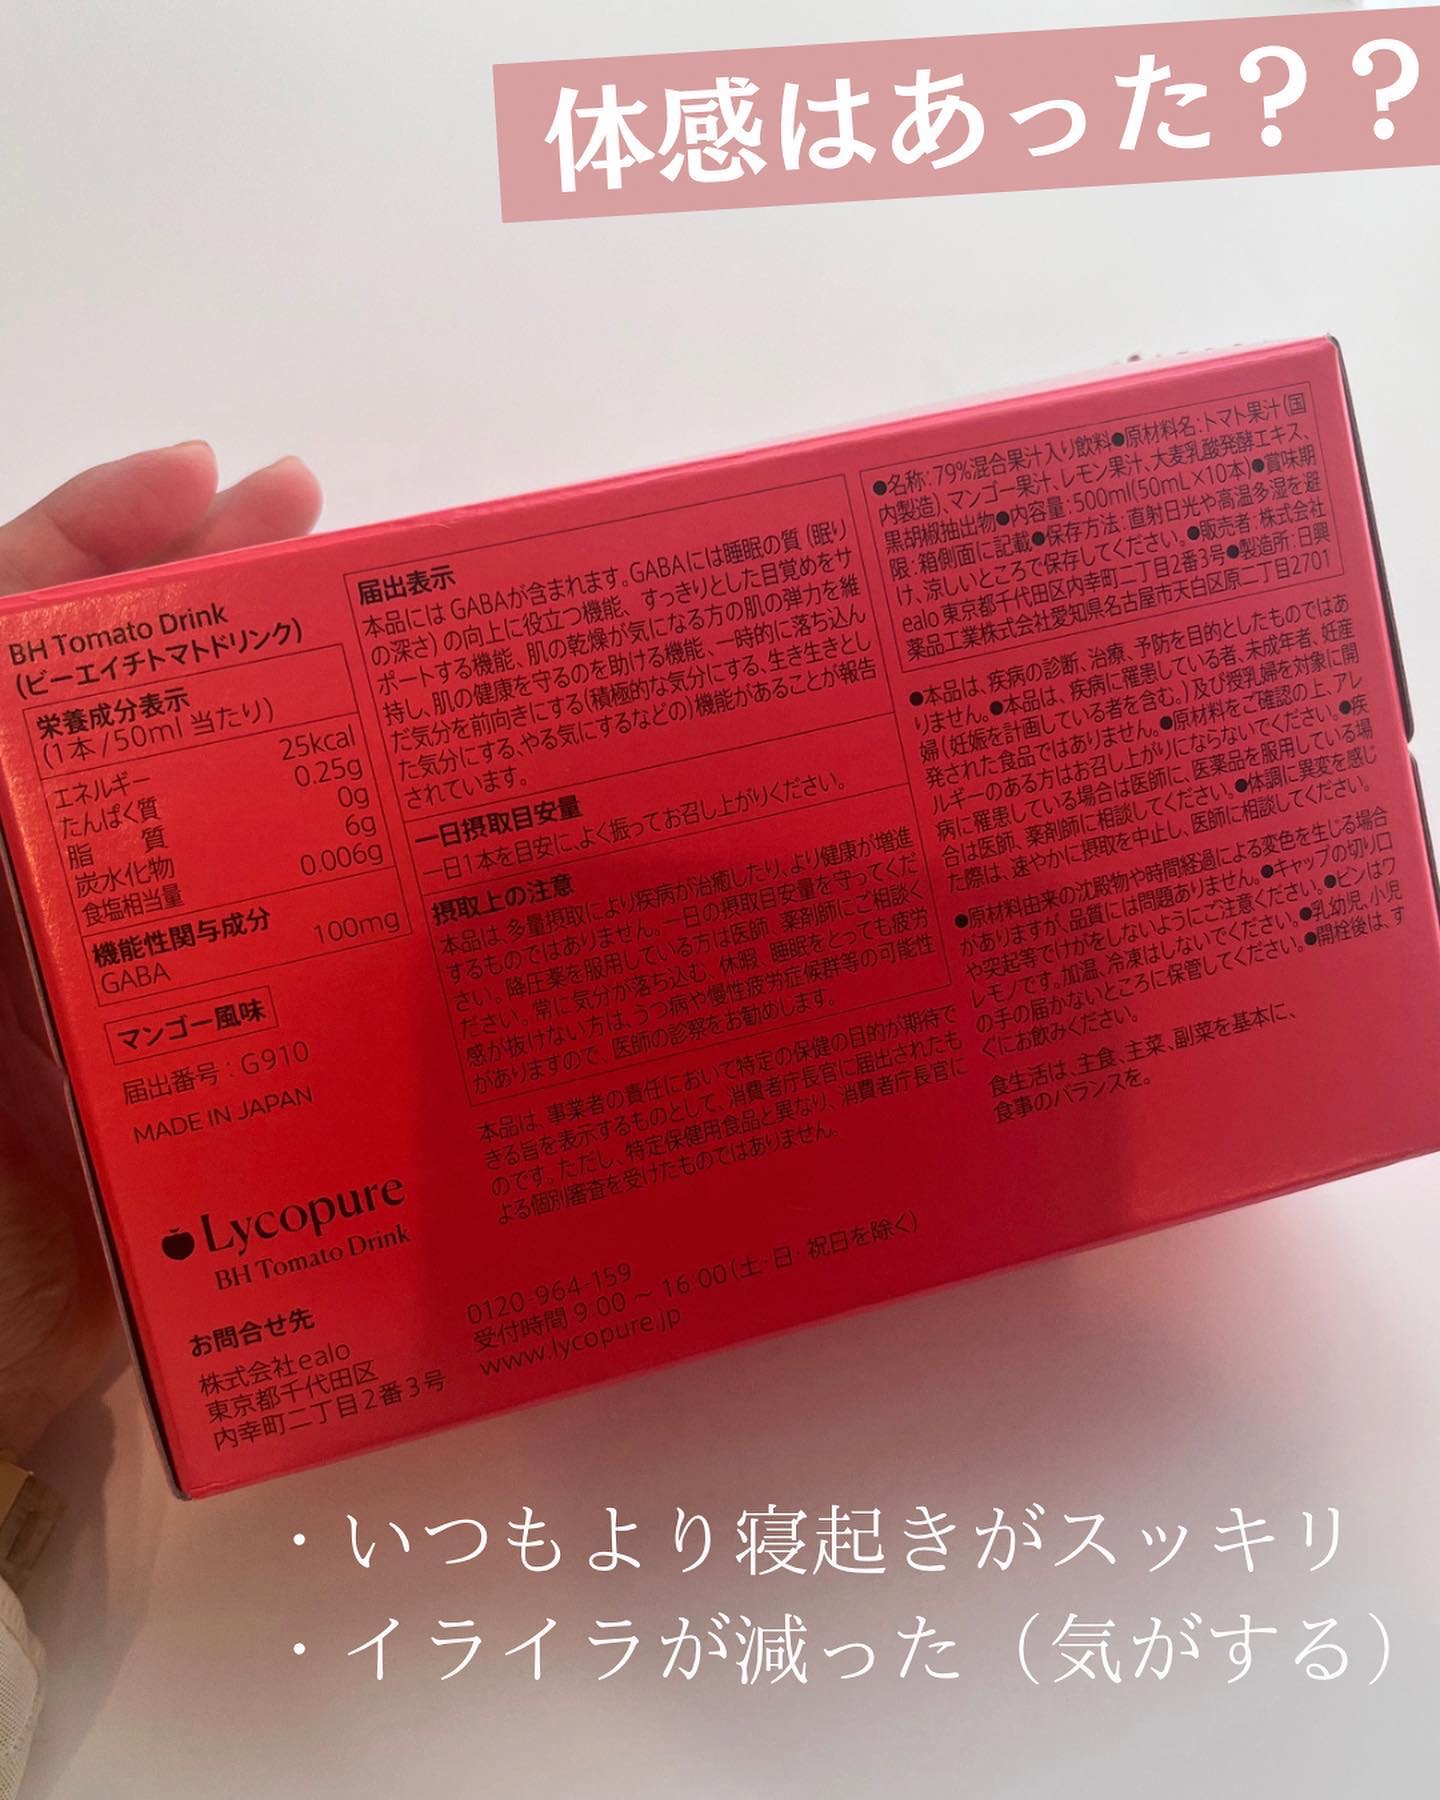 体感はあった？？
BH Tomato Drink
(ビーエイチトマトドリンク)
栄養成分表示
(1本/50ml 当たり)
エネルギー 25kcal
たんぱく質 0.25g
脂質 0g
炭水化物 6g
食塩相当量 0.006g
機能性関与成分
GABA 100mg
マンゴー風味
届出番号:G910
MADE IN JAPAN
Lycopure
BH Tomato Drink
お問合せ先
株式会社ealo
東京都千代田区
内幸町二丁目2番3号
0120-964-159
受付時間 9:00 ~ 16:00(土・日・祝日を除く)
www.lycopure.jp
届出表示
本品には GABAが含まれます。GABAには睡眠の質 (眠り
の深さ) の向上に役立つ機能、すっきりとした目覚めをサ
ポートする機能、肌の乾燥が気になる方の肌の弾力を維
持し、肌の健康を守るのを助ける機能、一時的に落ち込ん
だ気分を前向きにする(積極的な気分にする、生き生きとし
た気分にする、やる気にするなどの)機能があることが報告
されています。
一日摂取目安量
一日1本を目安に、よく振ってお召し上がりください。
摂取上の注意
本品は、多量摂取により疾病が治癒したり、より健康が増進
するものではありません。一日の摂取目安量を守ってくだ
さい。降圧薬を服用している方は医師、薬剤師にご相談く
ださい。常に気分が落ち込む、休暇、睡眠をとっても疲労
感が抜けない方は、うつ病や慢性疲労症候群等の可能性
がありますので、医師の診察をお勧めします。
本品は、事業者の責任において特定の保健の目的が期待で
きる旨を表示するものとして、消費者庁長官に届出されたも
のです。ただし、特定保健用食品と異なり、消費者庁長官に
よる個別審査を受けたものではありません。
●名称:79%混合果汁入り飲料●原材料名:トマト果汁(国
内製造)、マンゴー果汁、レモン果汁、大麦乳酸発酵エキス、
黒胡椒抽出物●内容量:500ml(50mL×10本)●賞味期
限:箱側面に記載●保存方法:直射日光や高温多湿を避
け、涼しいところで保存してください。●販売者:株式会社
ealo 東京都千代田区内幸町二丁目2番3号●製造所:日興
薬品工業株式会社愛知県名古屋市天白区原二丁目2701
●本品は、疾病の診断、治療、予防を目的としたものではあ
りません。●本品は、疾病に罹患している者、未成年者、妊産
婦(妊娠を計画している者を含む。)及び授乳婦を対象に開
発された食品ではありません。●原材料をご確認の上、アレ
ルギーのある方はお召し上がりにならないでください。●疾
病に罹患している場合は医師に、医薬品を服用している場
合は医師、薬剤師に相談してください。●体調に異変を感じ
た際は、速やかに摂取を中止し、医師に相談してください。
●原材料由来の沈殿物や時間経過による変色を生じる場合
がありますが、品質には問題ありません。●キャップの切り口
や突起等でけがをしないようにご注意ください。●ビンはワ
レモノです。加温、冷凍はしないでください。●乳幼児、小児
の手の届かないところに保管してください。●開栓後は、す
ぐにお飲みください。
食生活は、主食、主菜、副菜を基本に、
食事のバランスを。
・いつもより寝起きがスッキリ
・イライラが減った（気がする）